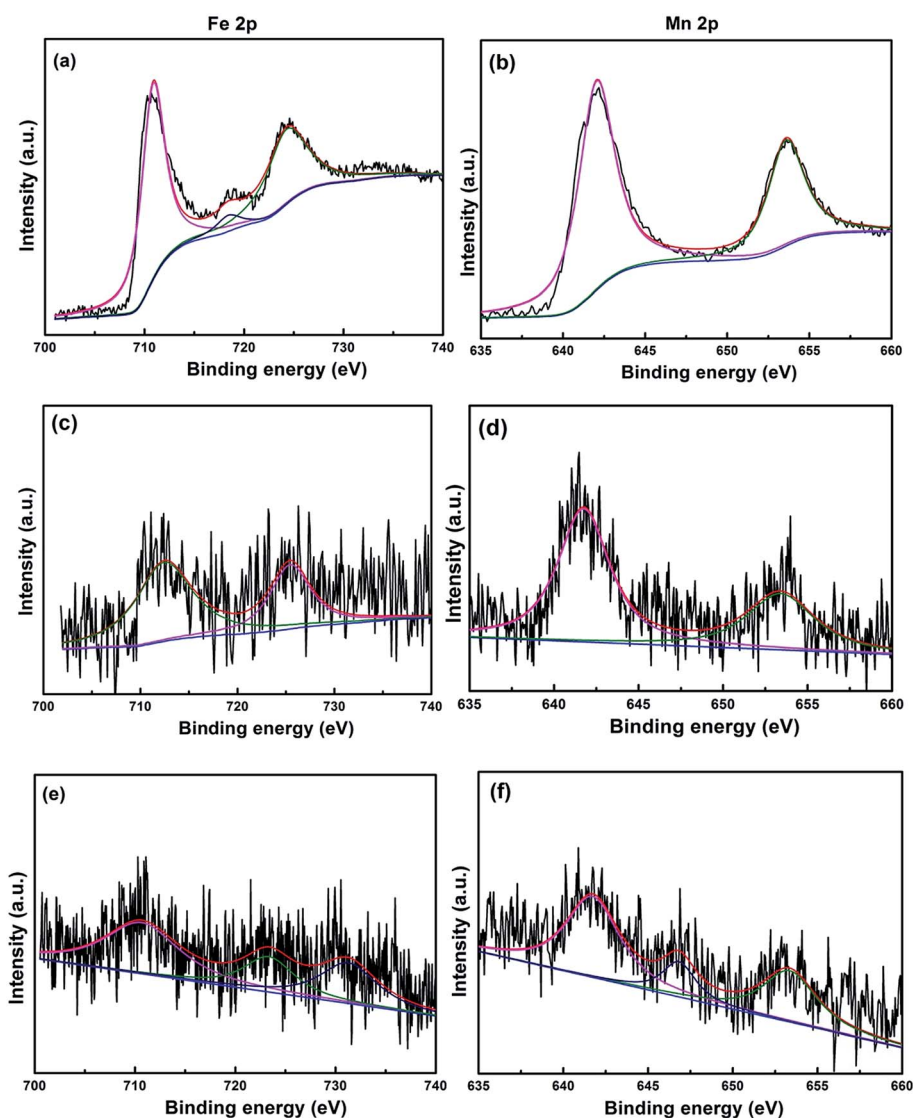 Fe 2p
Mn 2p
(a)
Intensity (a.u.)
700 710 720 730 740
Binding energy (eV)
(b)
Intensity (a.u.)
635 640 645 650 655 660
Binding energy (eV)
(c)
Intensity (a.u.)
700 710 720 730 740
Binding energy (eV)
(d)
Intensity (a.u.)
635 640 645 650 655 660
Binding energy (eV)
(e)
Intensity (a.u.)
700 710 720 730 740
Binding energy (eV)
(f)
Intensity (a.u.)
635 640 645 650 655 660
Binding energy (eV)